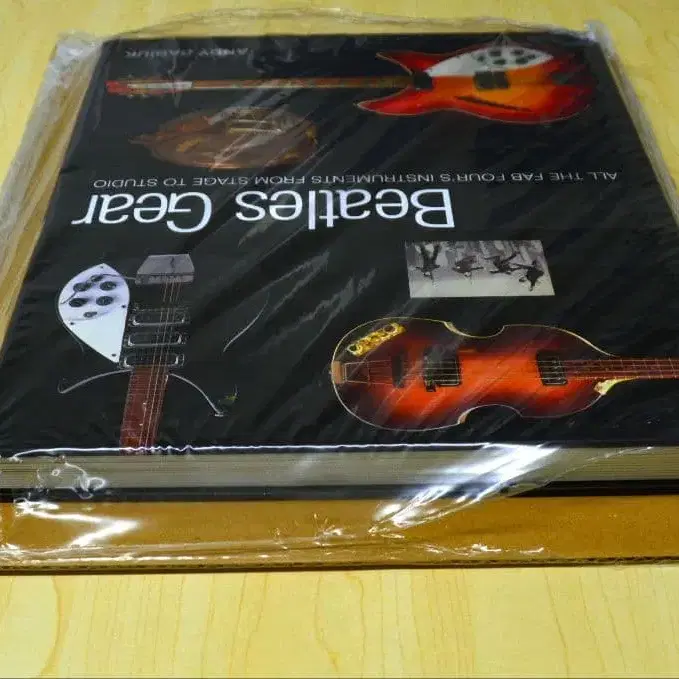 Beatles Gear
ALL THE FAB FOUR'S INSTRUMENTS FROM STAGE TO STUDIO
ANDY BABIUK